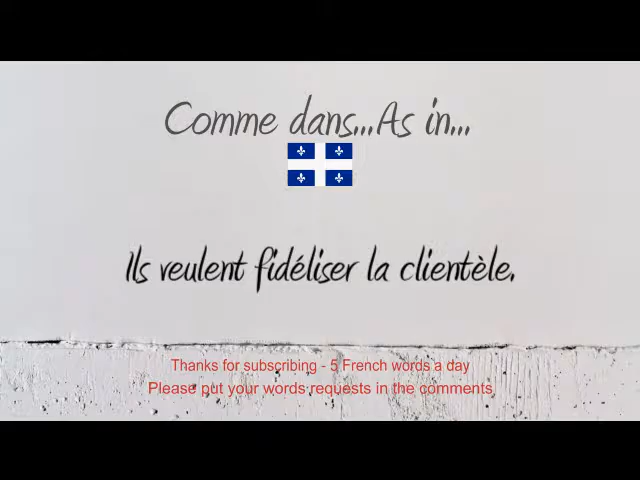 Comme dans...As in...
Ils veulent fidéliser la clientèle.
Thanks for subscribing - 5 French words a day
Please put your words requests in the comments